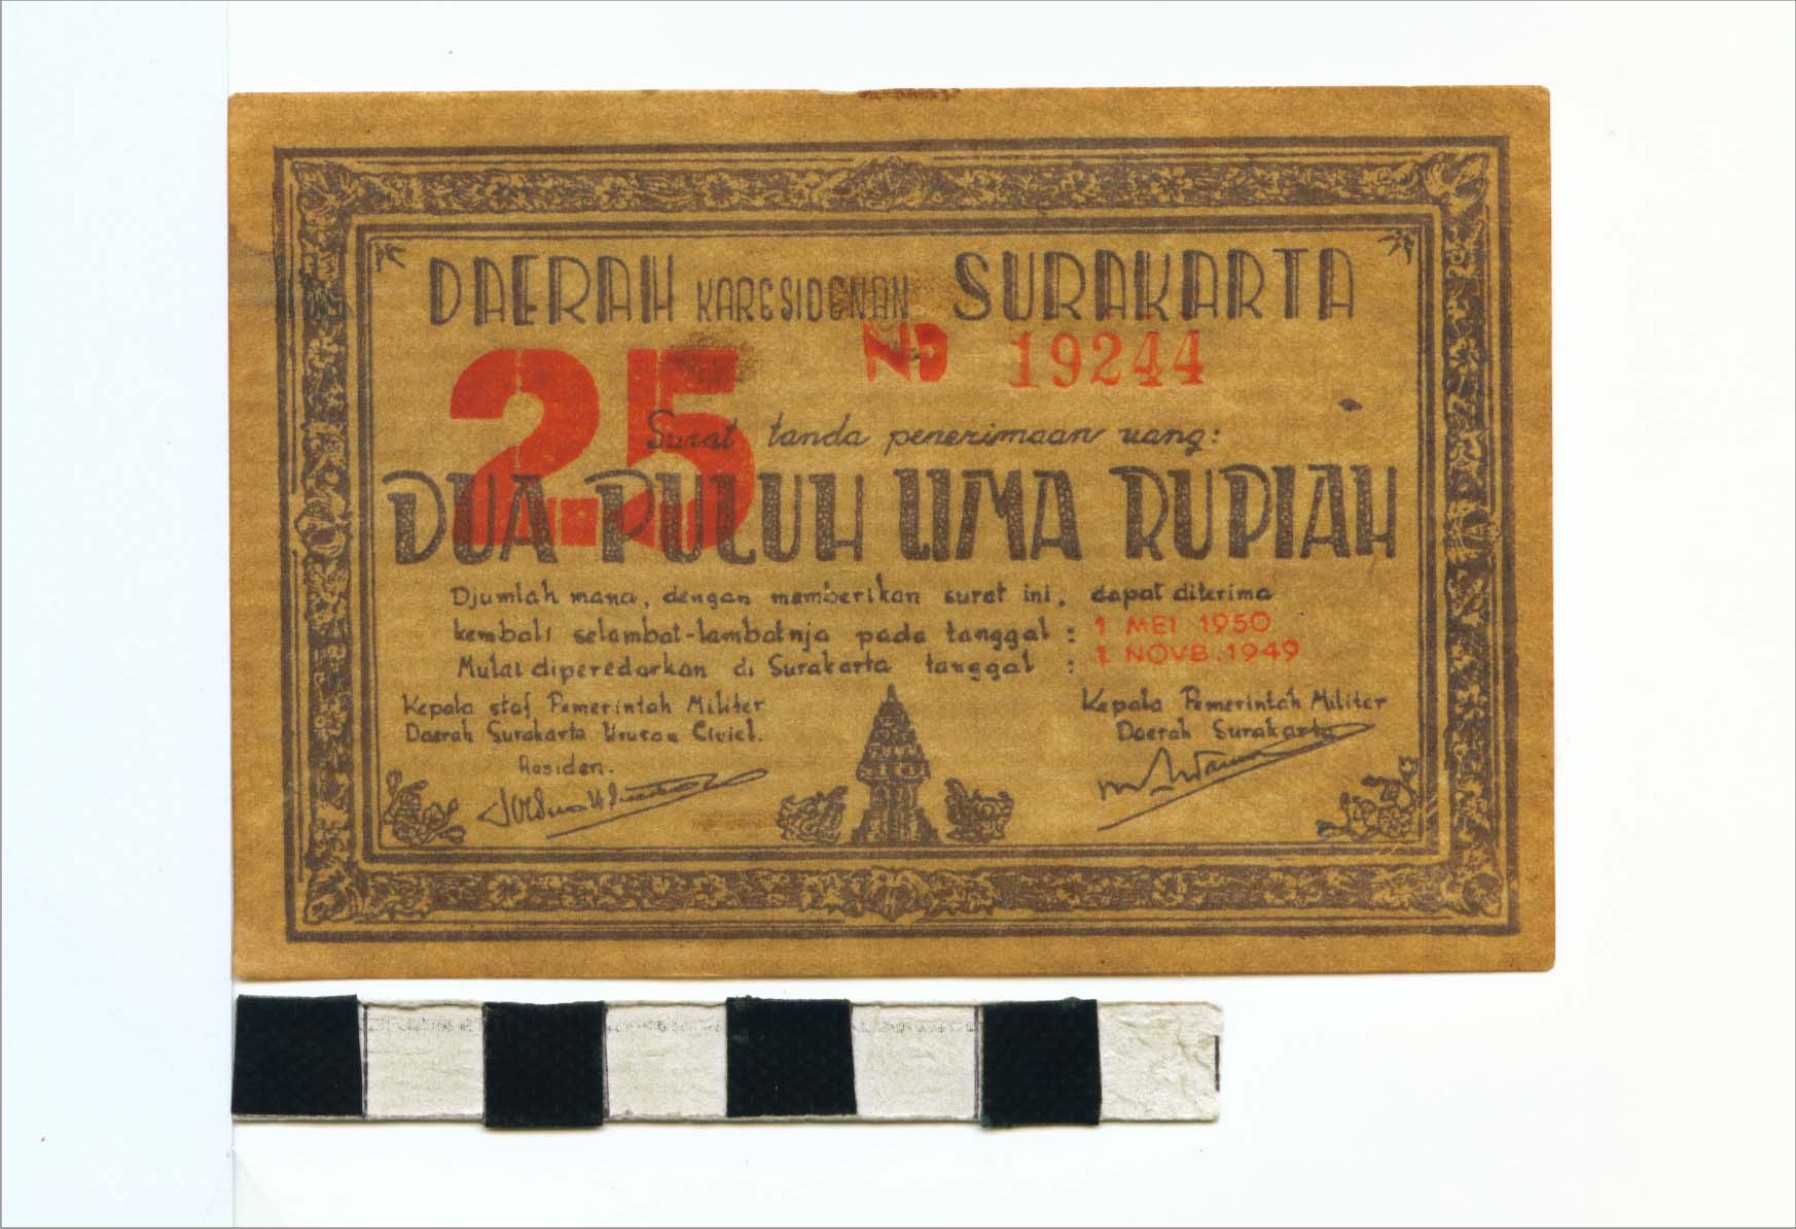 DAERAH KARESIDENAN SURAKARTA
25
No 19244
Surat tanda penerimaan uang:
DUA PULUH LIMA RUPIAH
Djumlah mana, dengan memberikan surat ini, dapat diterima
kembali selambat-lambatnja pada tanggal : 1 MEI 1950
Mulai diperedarkan di Surakarta tanggal : 1 NOVB.1949
Kepala staf Pemerintah Militer
Daerah Surakarta Urusan Civiel.
Residen.
Kepala Pemerintah Militer
Daerah Surakarta